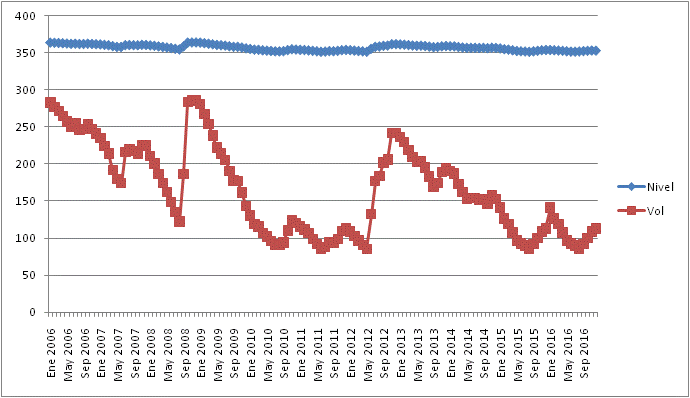 400
350
300
250
200
150
100
50
0
Nivel
Vol
Ene 2006
May 2006
Sep 2006
Ene 2007
May 2007
Sep 2007
Ene 2008
May 2008
Sep 2008
Ene 2009
May 2009
Sep 2009
Ene 2010
May 2010
Sep 2010
Ene 2011
May 2011
Sep 2011
Ene 2012
May 2012
Sep 2012
Ene 2013
May 2013
Sep 2013
Ene 2014
May 2014
Sep 2014
Ene 2015
May 2015
Sep 2015
Ene 2016
May 2016
Sep 2016